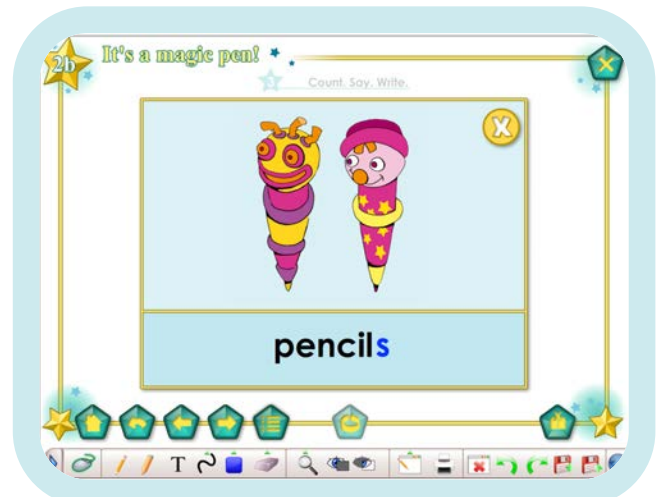 2b
It's a magic pen!
3 Count. Say. Write.
X
pencils
T